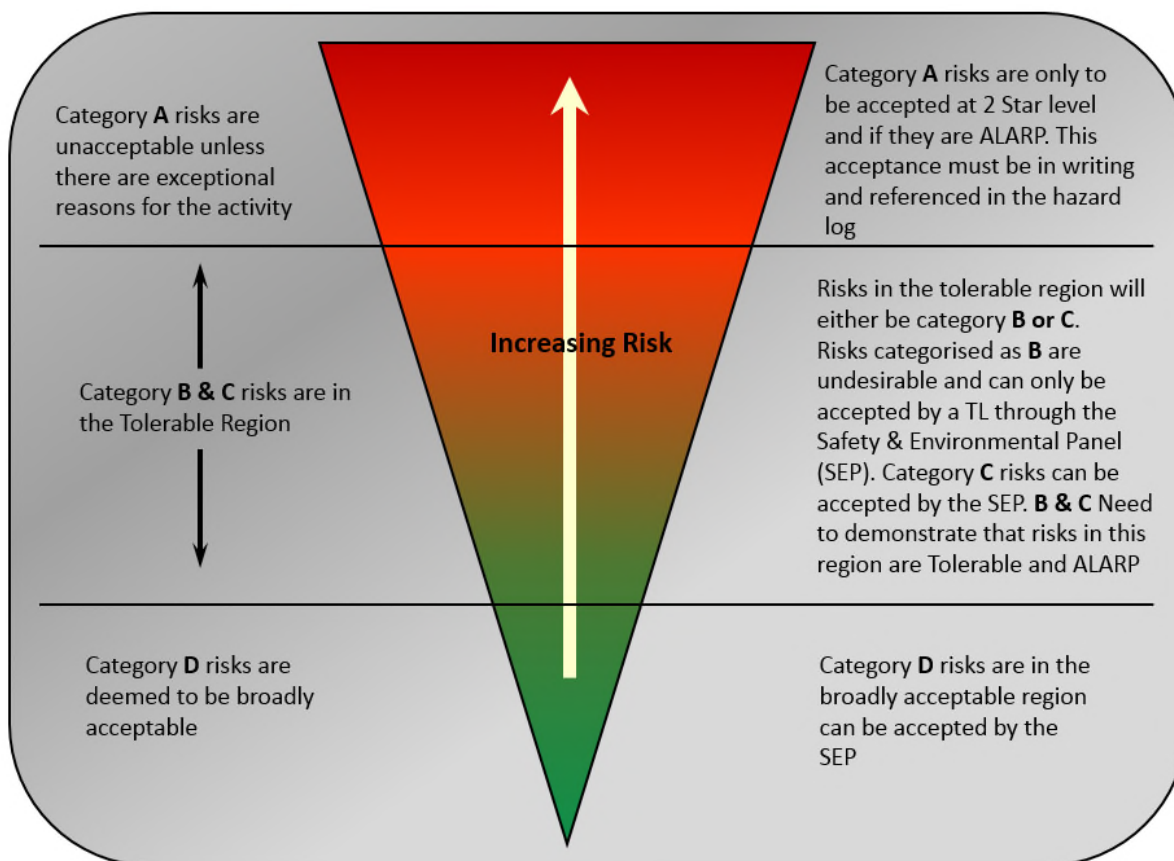 Category A risks are
unacceptable unless
there are exceptional
reasons for the activity
Category A risks are only to
be accepted at 2 Star level
and if they are ALARP. This
acceptance must be in writing
and referenced in the hazard
log
Increasing Risk
Category B & C risks are in
the Tolerable Region
Risks in the tolerable region will
either be category B or C.
Risks categorised as B are
undesirable and can only be
accepted by a TL through the
Safety & Environmental Panel
(SEP). Category C risks can be
accepted by the SEP. B & C Need
to demonstrate that risks in this
region are Tolerable and ALARP
Category D risks are
deemed to be broadly
acceptable
Category D risks are in the
broadly acceptable region
can be accepted by the
SEP